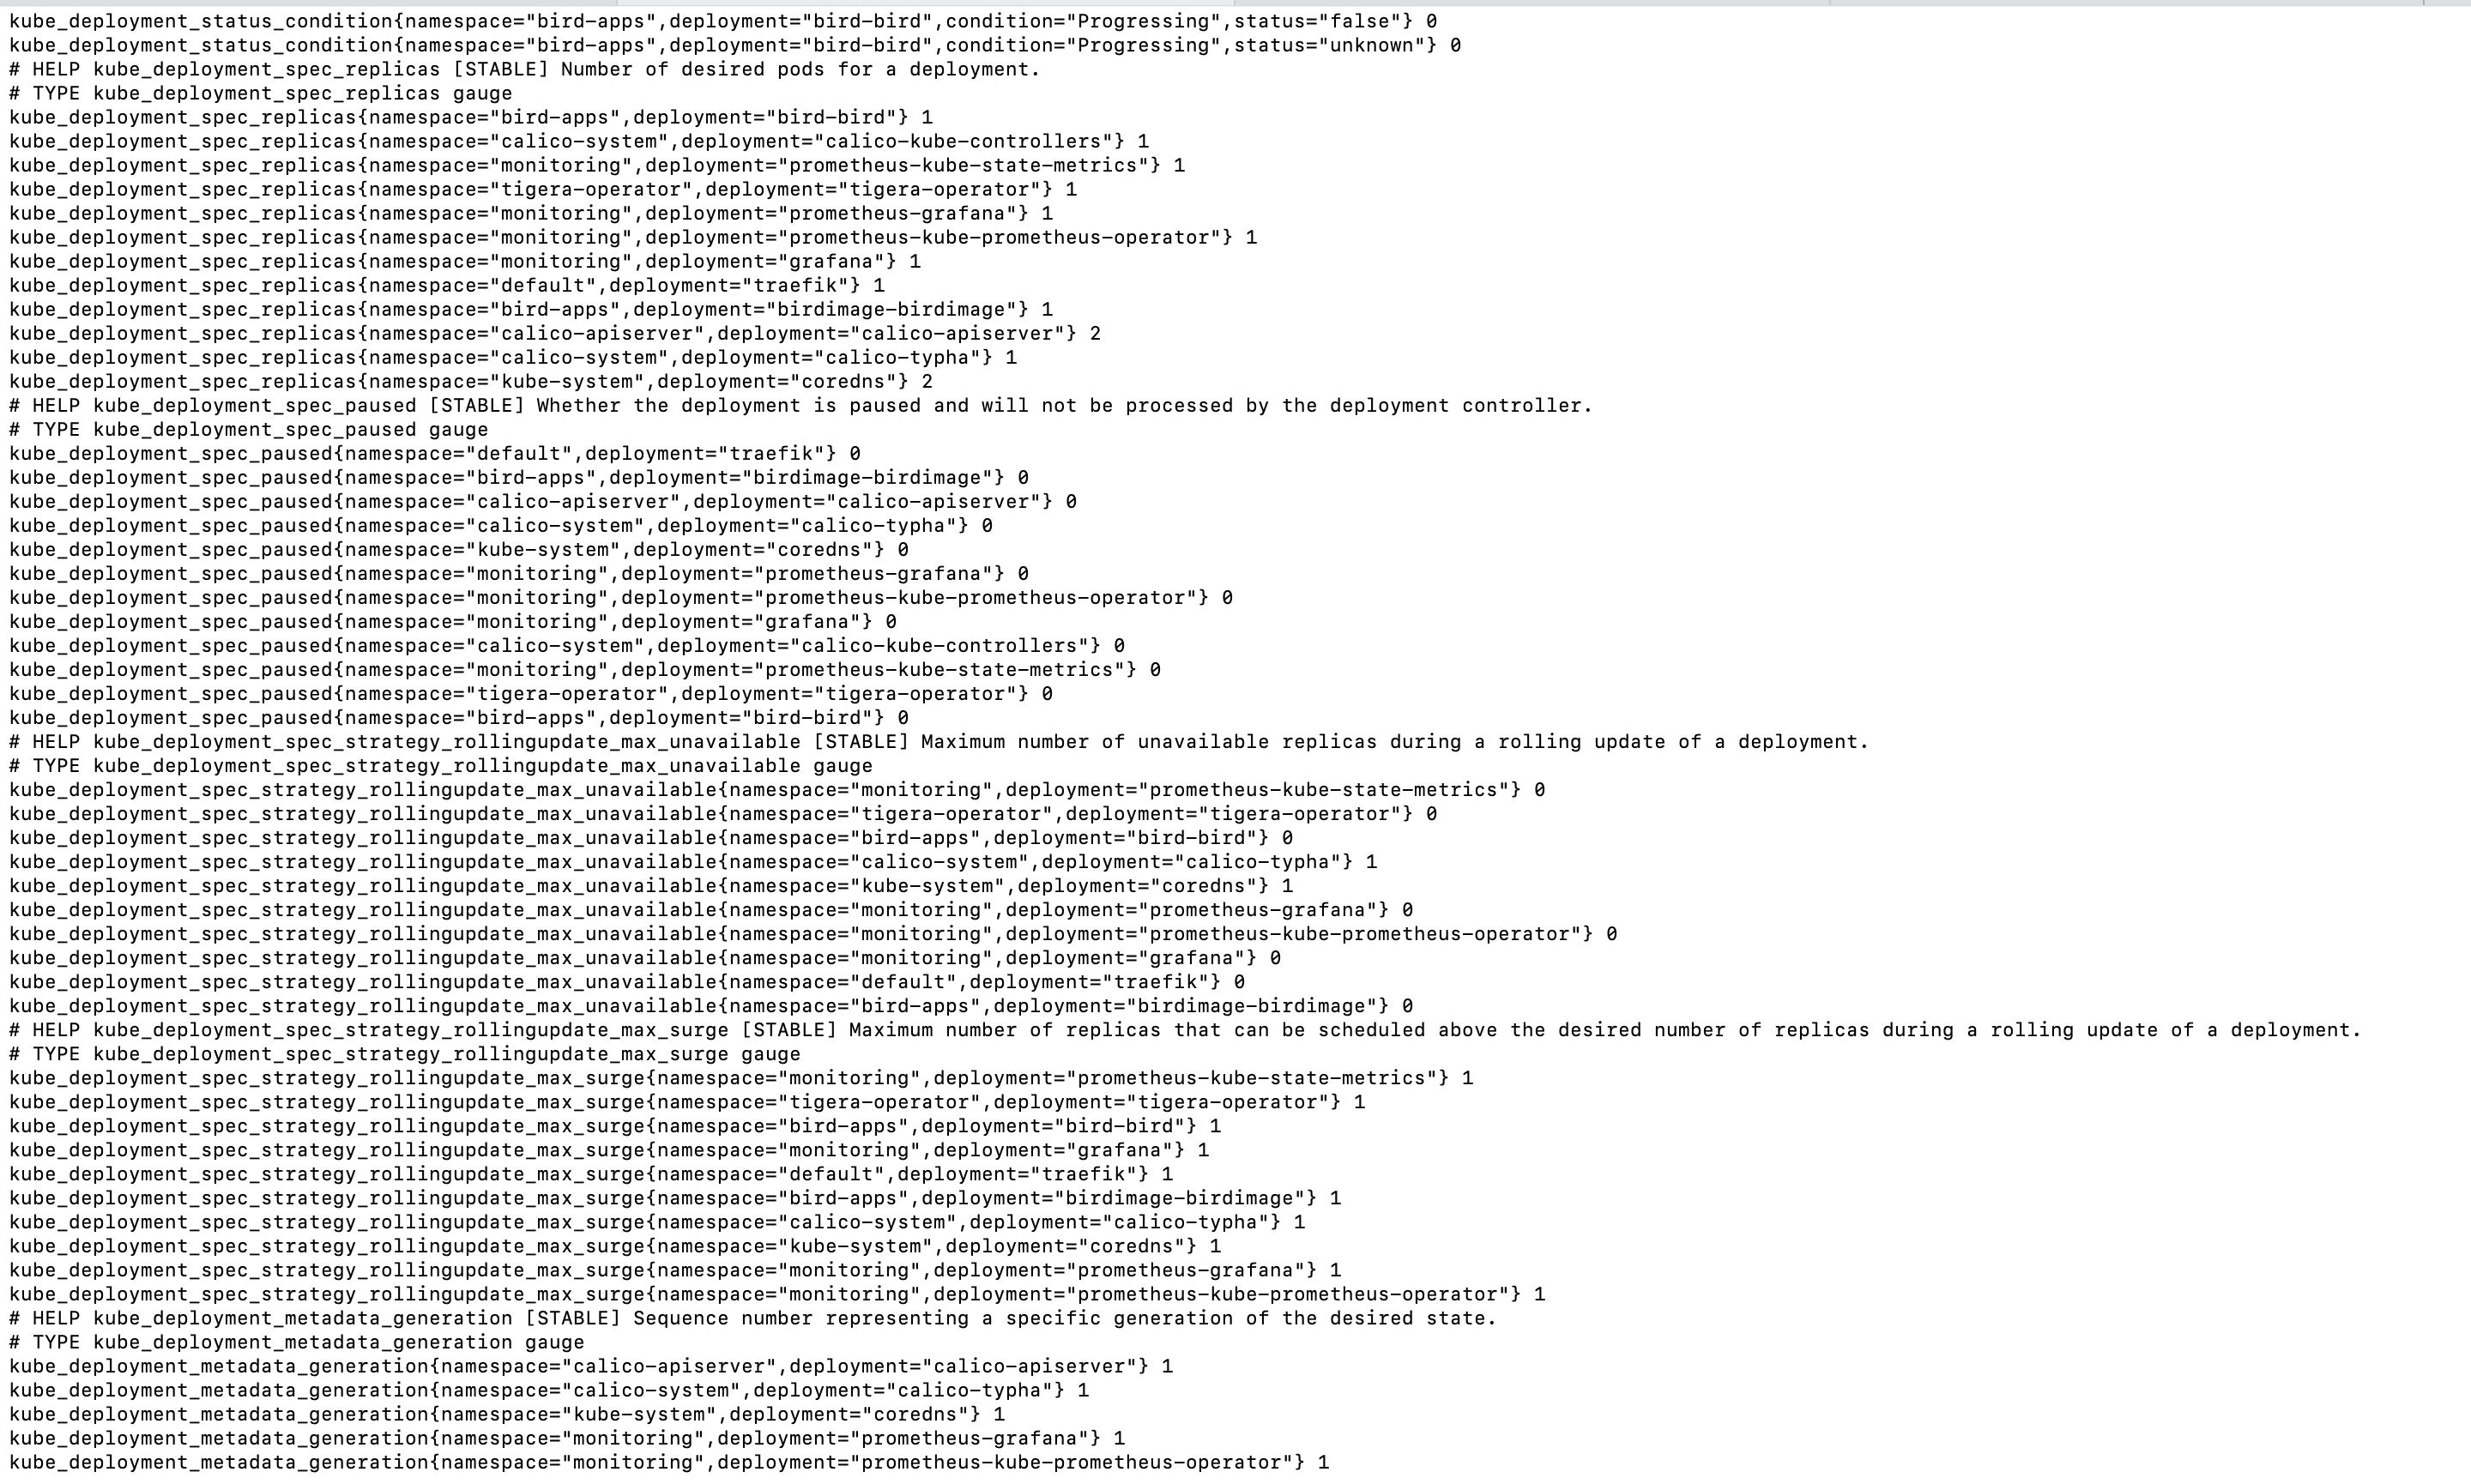 kube_deployment_status_condition{namespace="bird-apps",deployment="bird-bird",condition="Progressing",status="false"} 0
kube_deployment_status_condition{namespace="bird-apps",deployment="bird-bird",condition="Progressing",status="unknown"} 0
# HELP kube_deployment_spec_replicas [STABLE] Number of desired pods for a deployment.
# TYPE kube_deployment_spec_replicas gauge
kube_deployment_spec_replicas{namespace="bird-apps",deployment="bird-bird"} 1
kube_deployment_spec_replicas{namespace="calico-system",deployment="calico-kube-controllers"} 1
kube_deployment_spec_replicas{namespace="monitoring",deployment="prometheus-kube-state-metrics"} 1
kube_deployment_spec_replicas{namespace="tigera-operator",deployment="tigera-operator"} 1
kube_deployment_spec_replicas{namespace="monitoring",deployment="prometheus-grafana"} 1
kube_deployment_spec_replicas{namespace="monitoring",deployment="prometheus-kube-prometheus-operator"} 1
kube_deployment_spec_replicas{namespace="monitoring",deployment="grafana"} 1
kube_deployment_spec_replicas{namespace="default",deployment="traefik"} 1
kube_deployment_spec_replicas{namespace="bird-apps",deployment="birdimage-birdimage"} 1
kube_deployment_spec_replicas{namespace="calico-apiserver",deployment="calico-apiserver"} 2
kube_deployment_spec_replicas{namespace="calico-system",deployment="calico-typha"} 1
kube_deployment_spec_replicas{namespace="kube-system",deployment="coredns"} 2
# HELP kube_deployment_spec_paused [STABLE] Whether the deployment is paused and will not be processed by the deployment controller.
# TYPE kube_deployment_spec_paused gauge
kube_deployment_spec_paused{namespace="default",deployment="traefik"} 0
kube_deployment_spec_paused{namespace="bird-apps",deployment="birdimage-birdimage"} 0
kube_deployment_spec_paused{namespace="calico-apiserver",deployment="calico-apiserver"} 0
kube_deployment_spec_paused{namespace="calico-system",deployment="calico-typha"} 0
kube_deployment_spec_paused{namespace="kube-system",deployment="coredns"} 0
kube_deployment_spec_paused{namespace="monitoring",deployment="prometheus-grafana"} 0
kube_deployment_spec_paused{namespace="monitoring",deployment="prometheus-kube-prometheus-operator"} 0
kube_deployment_spec_paused{namespace="monitoring",deployment="grafana"} 0
kube_deployment_spec_paused{namespace="calico-system",deployment="calico-kube-controllers"} 0
kube_deployment_spec_paused{namespace="monitoring",deployment="prometheus-kube-state-metrics"} 0
kube_deployment_spec_paused{namespace="tigera-operator",deployment="tigera-operator"} 0
kube_deployment_spec_paused{namespace="bird-apps",deployment="bird-bird"} 0
# HELP kube_deployment_spec_strategy_rollingupdate_max_unavailable [STABLE] Maximum number of unavailable replicas during a rolling update of a deployment.
# TYPE kube_deployment_spec_strategy_rollingupdate_max_unavailable gauge
kube_deployment_spec_strategy_rollingupdate_max_unavailable{namespace="monitoring",deployment="prometheus-kube-state-metrics"} 0
kube_deployment_spec_strategy_rollingupdate_max_unavailable{namespace="tigera-operator",deployment="tigera-operator"} 0
kube_deployment_spec_strategy_rollingupdate_max_unavailable{namespace="bird-apps",deployment="bird-bird"} 0
kube_deployment_spec_strategy_rollingupdate_max_unavailable{namespace="calico-system",deployment="calico-typha"} 1
kube_deployment_spec_strategy_rollingupdate_max_unavailable{namespace="kube-system",deployment="coredns"} 1
kube_deployment_spec_strategy_rollingupdate_max_unavailable{namespace="monitoring",deployment="prometheus-grafana"} 0
kube_deployment_spec_strategy_rollingupdate_max_unavailable{namespace="monitoring",deployment="prometheus-kube-prometheus-operator"} 0
kube_deployment_spec_strategy_rollingupdate_max_unavailable{namespace="monitoring",deployment="grafana"} 0
kube_deployment_spec_strategy_rollingupdate_max_unavailable{namespace="default",deployment="traefik"} 0
kube_deployment_spec_strategy_rollingupdate_max_unavailable{namespace="bird-apps",deployment="birdimage-birdimage"} 0
# HELP kube_deployment_spec_strategy_rollingupdate_max_surge [STABLE] Maximum number of replicas that can be scheduled above the desired number of replicas during a rolling update of a deployment.
# TYPE kube_deployment_spec_strategy_rollingupdate_max_surge gauge
kube_deployment_spec_strategy_rollingupdate_max_surge{namespace="monitoring",deployment="prometheus-kube-state-metrics"} 1
kube_deployment_spec_strategy_rollingupdate_max_surge{namespace="tigera-operator",deployment="tigera-operator"} 1
kube_deployment_spec_strategy_rollingupdate_max_surge{namespace="bird-apps",deployment="bird-bird"} 1
kube_deployment_spec_strategy_rollingupdate_max_surge{namespace="monitoring",deployment="grafana"} 1
kube_deployment_spec_strategy_rollingupdate_max_surge{namespace="default",deployment="traefik"} 1
kube_deployment_spec_strategy_rollingupdate_max_surge{namespace="bird-apps",deployment="birdimage-birdimage"} 1
kube_deployment_spec_strategy_rollingupdate_max_surge{namespace="calico-system",deployment="calico-typha"} 1
kube_deployment_spec_strategy_rollingupdate_max_surge{namespace="kube-system",deployment="coredns"} 1
kube_deployment_spec_strategy_rollingupdate_max_surge{namespace="monitoring",deployment="prometheus-grafana"} 1
kube_deployment_spec_strategy_rollingupdate_max_surge{namespace="monitoring",deployment="prometheus-kube-prometheus-operator"} 1
# HELP kube_deployment_metadata_generation [STABLE] Sequence number representing a specific generation of the desired state.
# TYPE kube_deployment_metadata_generation gauge
kube_deployment_metadata_generation{namespace="calico-apiserver",deployment="calico-apiserver"} 1
kube_deployment_metadata_generation{namespace="calico-system",deployment="calico-typha"} 1
kube_deployment_metadata_generation{namespace="kube-system",deployment="coredns"} 1
kube_deployment_metadata_generation{namespace="monitoring",deployment="prometheus-grafana"} 1
kube_deployment_metadata_generation{namespace="monitoring",deployment="prometheus-kube-prometheus-operator"} 1